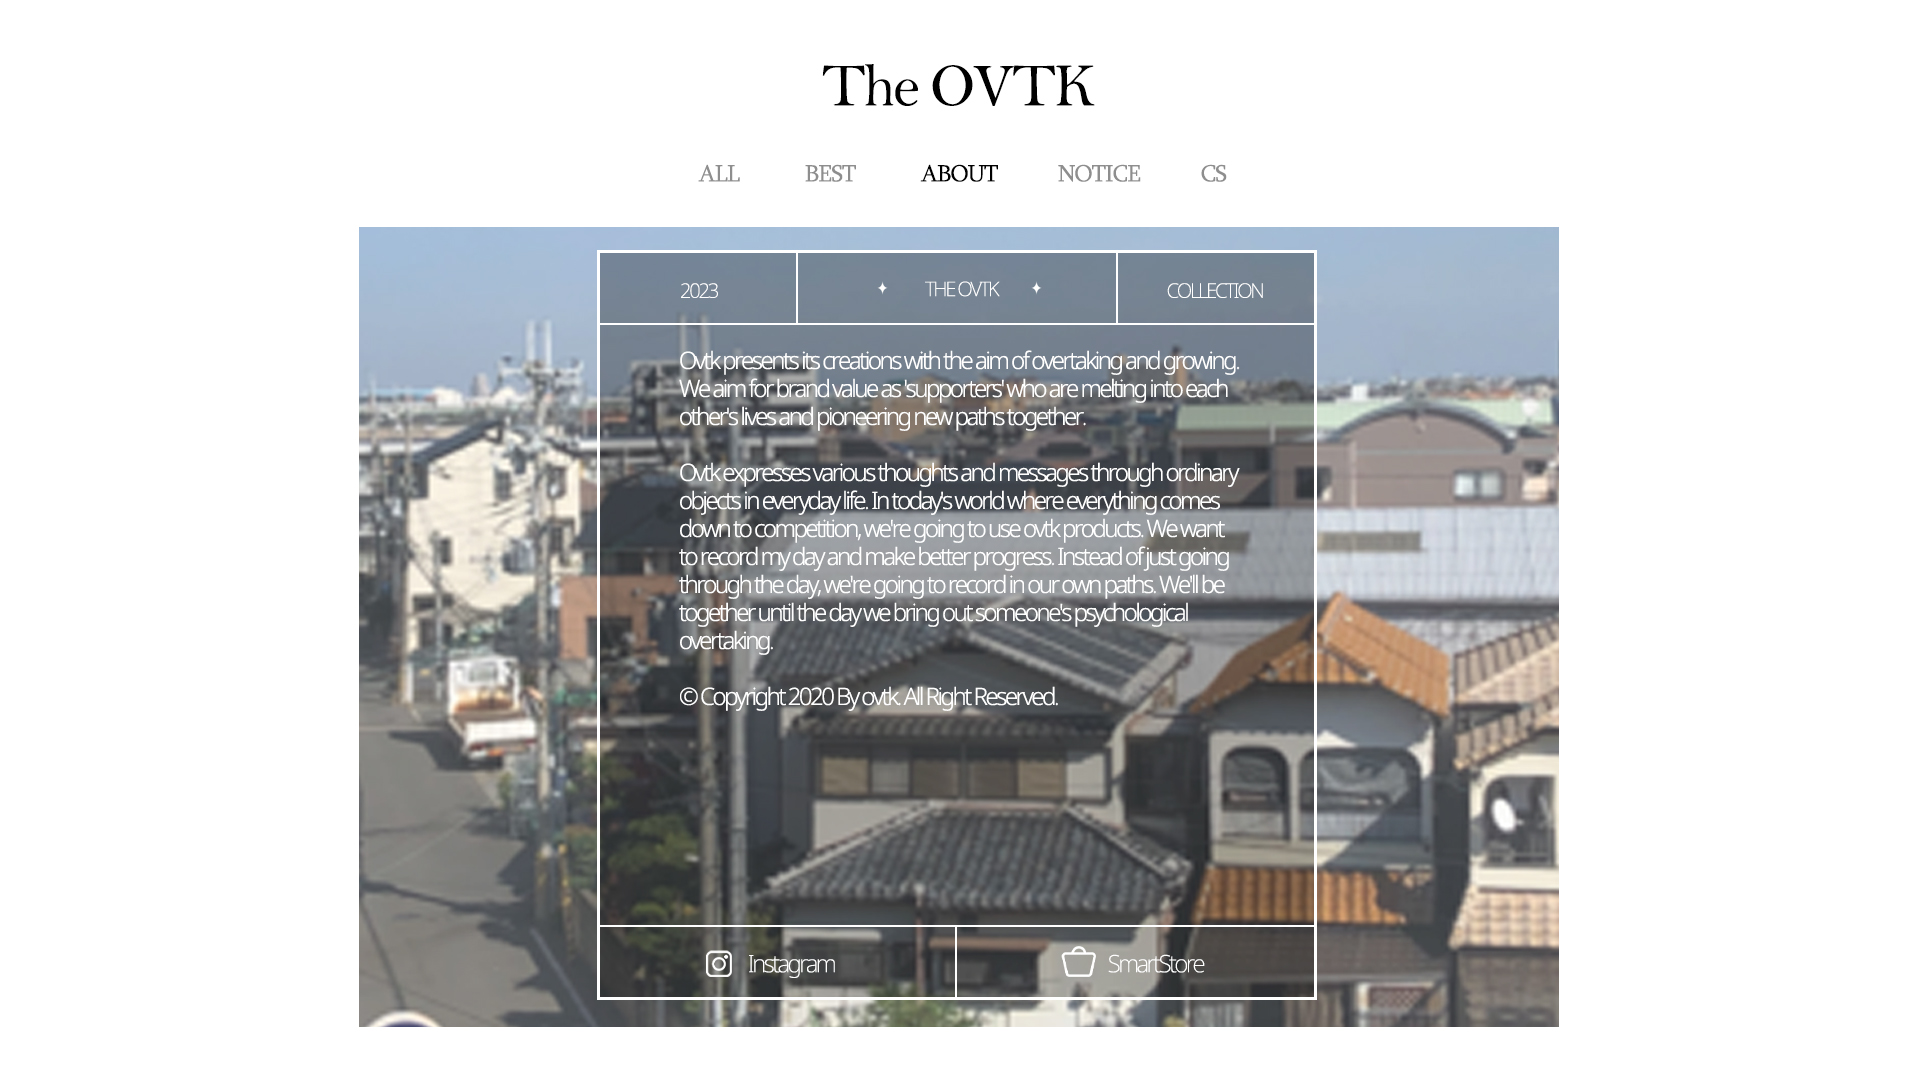 The OVTK
ALL BEST ABOUT NOTICE CS
2023 THE OVTK COLLECTION
Ovtk presents its creations with the aim of overtaking and growing.
We aim for brand value as 'supporters' who are melting into each
other's lives and pioneering new paths together.
Ovtk expresses various thoughts and messages through ordinary
objects in everyday life. In today's world where everything comes
down to competition, we're going to use ovtk products. We want
to record my day and make better progress. Instead of just going
through the day, we're going to record in our own paths. We'll be
together until the day we bring out someone's psychological
overtaking.
© Copyright 2020 By ovtk. All Right Reserved.
Instagram SmartStore